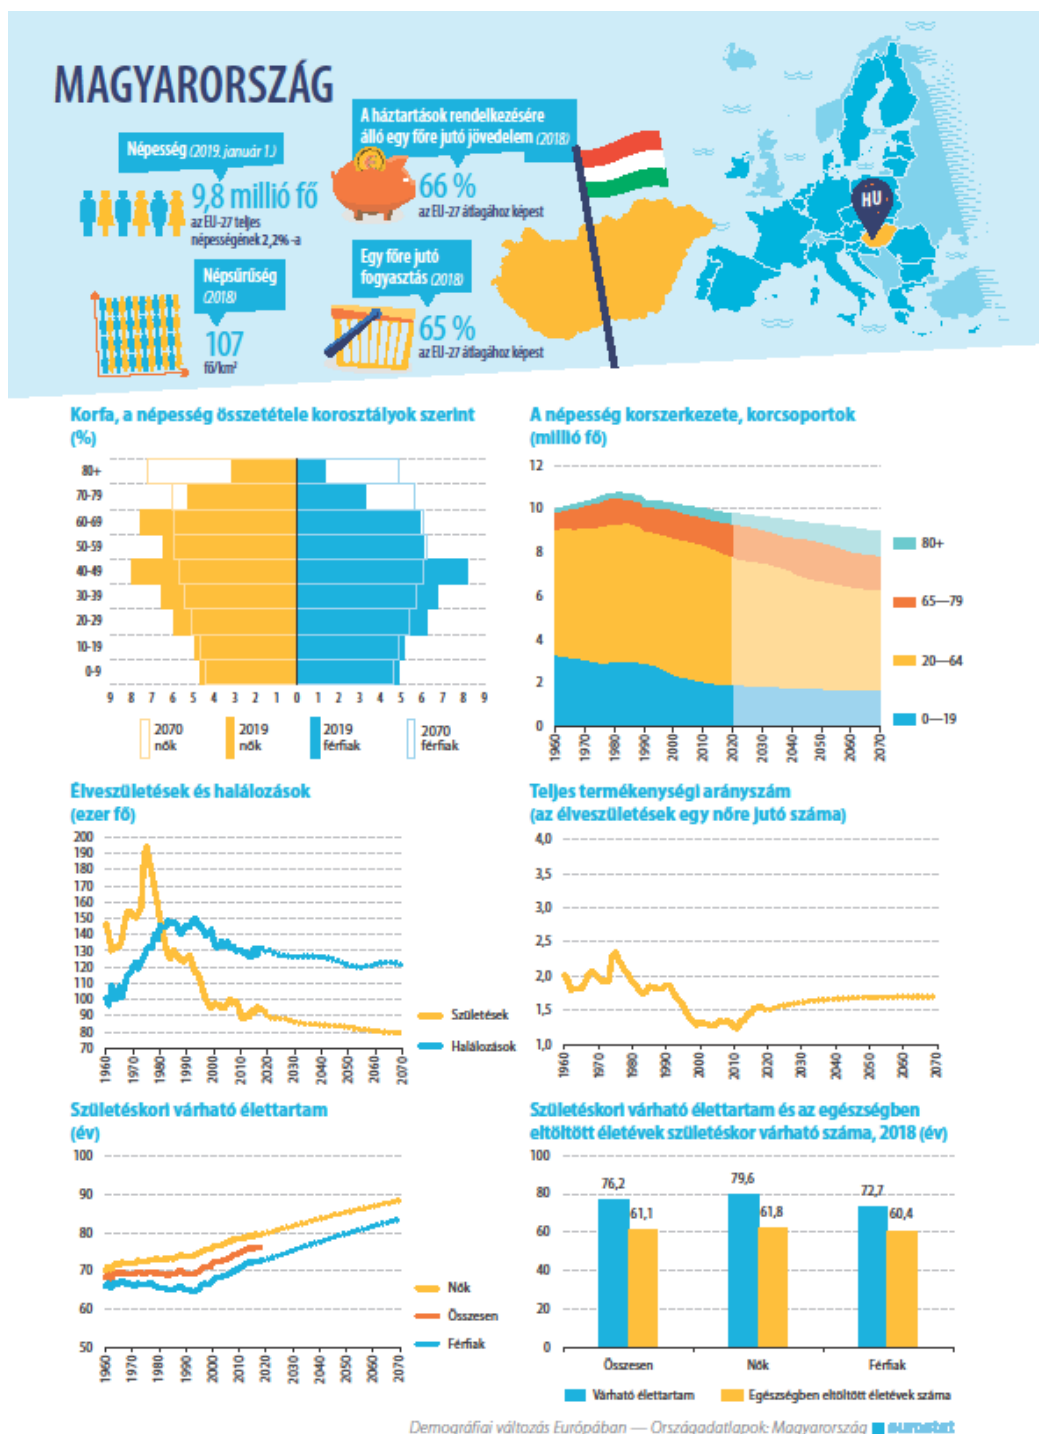 MAGYARORSZÁG
Népesség (2019. január 1.)
9,8 millió fő
az EU-27 teljes
népességének 2,2% -a
Népsűrűség
(2018)
107
fő/km²
A háztartások rendelkezésére
álló egy főre jutó jövedelem (2018)
66 %
az EU-27 átlagához képest
Egy főre jutó
fogyasztás (2018)
65 %
az EU-27 átlagához képest
HU
Korfa, a népesség összetétele korosztályok szerint
(%)
80+
70-79
60-69
50-59
40-49
30-39
20-29
10-19
0-9
9 8 7 6 5 4 3 2 1 0 1 2 3 4 5 6 7 8 9
2070 nők
2019 nők
2019 férfiak
2070 férfiak
A népesség korszerkezete, korcsoportok
(millió fő)
12
10
8
6
4
2
0
1960 1970 1980 1990 2000 2010 2020 2030 2040 2050 2060 2070
80+
65—79
20—64
0—19
Élveszületések és halálozások
(ezer fő)
200
190
180
170
160
150
140
130
120
110
100
90
80
70
1960 1970 1980 1990 2000 2010 2020 2030 2040 2050 2060 2070
Születések
Halálozások
Teljes termékenységi arányszám
(az élveszületések egy nőre jutó száma)
4,0
3,5
3,0
2,5
2,0
1,5
1,0
1960 1970 1980 1990 2000 2010 2020 2030 2040 2050 2060 2070
Születéskori várható élettartam
(év)
100
90
80
70
60
50
1960 1970 1980 1990 2000 2010 2020 2030 2040 2050 2060 2070
Nők
Összesen
Férfiak
Születéskori várható élettartam és az egészségben
eltöltött életévek születéskor várható száma, 2018 (év)
100
80
60
40
20
0
76,2
61,1
79,6
61,8
72,7
60,4
Összesen
Nők
Férfiak
Várható élettartam
Egészségben eltöltött életévek száma
Demográfiai változás Európában — Országadatlapok: Magyarország
eurostat